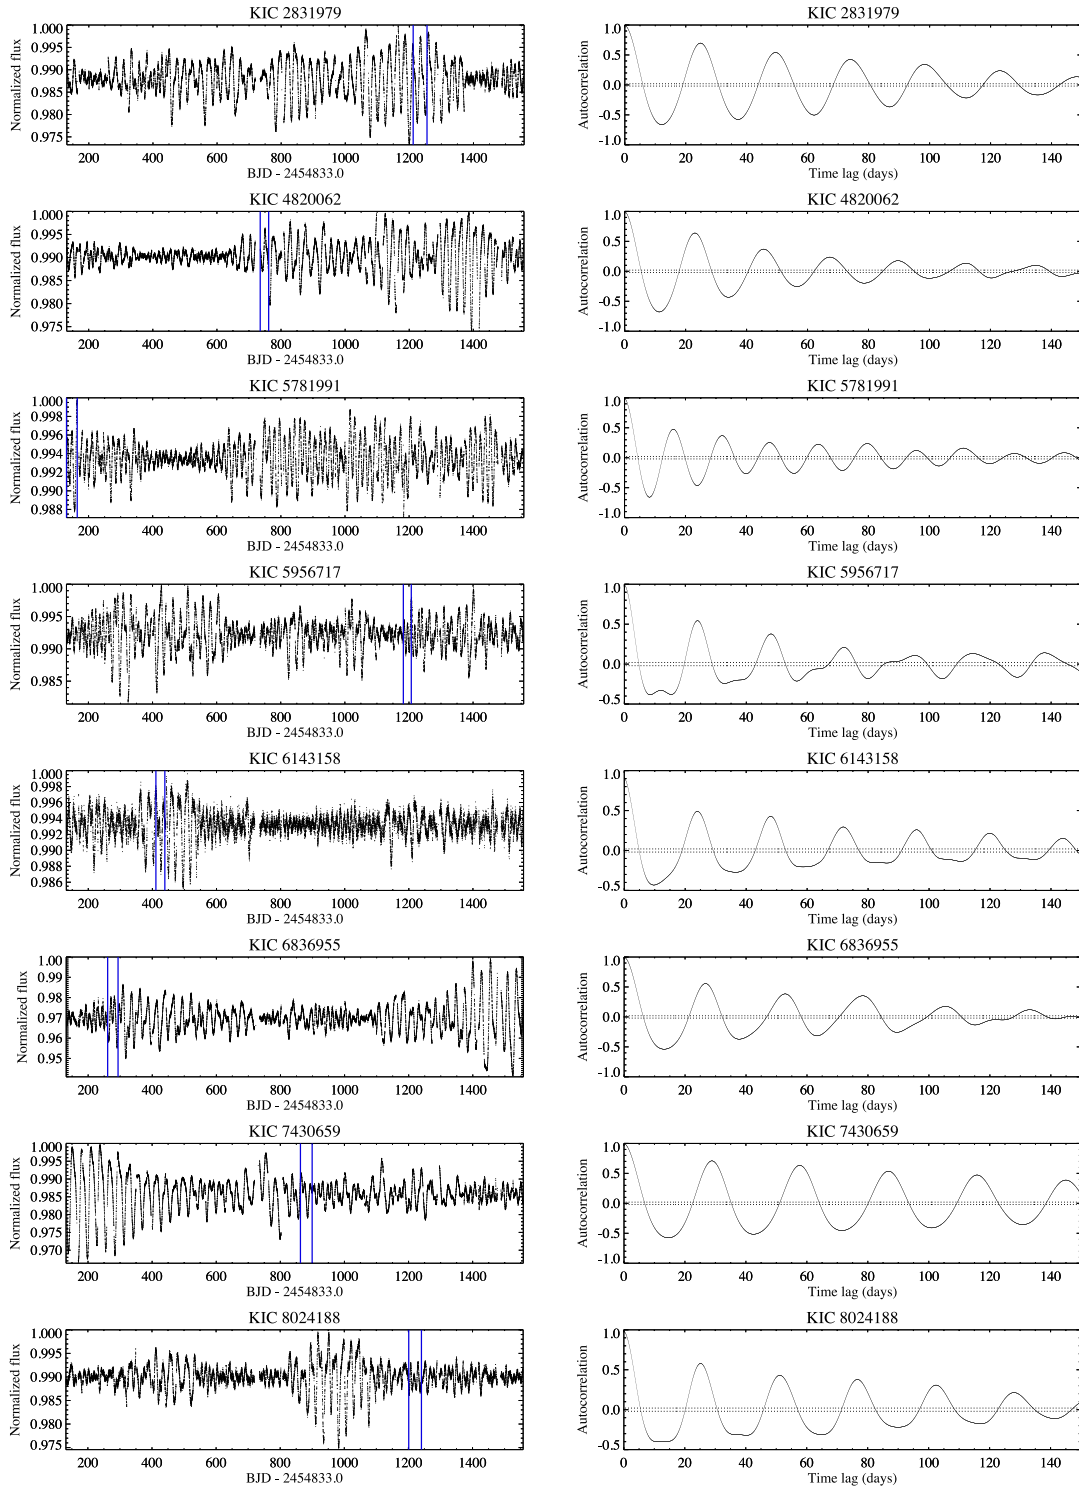 KIC 2831979
Normalized flux
1.000
0.995
0.990
0.985
0.980
0.975
200 400 600 800 1000 1200 1400
BJD - 2454833.0
KIC 2831979
Autocorrelation
1.0
0.5
0.0
-0.5
-1.0
0 20 40 60 80 100 120 140
Time lag (days)
KIC 4820062
Normalized flux
1.000
0.995
0.990
0.985
0.980
0.975
200 400 600 800 1000 1200 1400
BJD - 2454833.0
KIC 4820062
Autocorrelation
1.0
0.5
0.0
-0.5
-1.0
0 20 40 60 80 100 120 140
Time lag (days)
KIC 5781991
Normalized flux
1.000
0.998
0.996
0.994
0.992
0.990
0.988
200 400 600 800 1000 1200 1400
BJD - 2454833.0
KIC 5781991
Autocorrelation
1.0
0.5
0.0
-0.5
-1.0
0 20 40 60 80 100 120 140
Time lag (days)
KIC 5956717
Normalized flux
1.000
0.995
0.990
0.985
200 400 600 800 1000 1200 1400
BJD - 2454833.0
KIC 5956717
Autocorrelation
1.0
0.5
0.0
-0.5
0 20 40 60 80 100 120 140
Time lag (days)
KIC 6143158
Normalized flux
1.000
0.998
0.996
0.994
0.992
0.990
0.988
0.986
200 400 600 800 1000 1200 1400
BJD - 2454833.0
KIC 6143158
Autocorrelation
1.0
0.5
0.0
-0.5
0 20 40 60 80 100 120 140
Time lag (days)
KIC 6836955
Normalized flux
1.00
0.99
0.98
0.97
0.96
0.95
200 400 600 800 1000 1200 1400
BJD - 2454833.0
KIC 6836955
Autocorrelation
1.0
0.5
0.0
-0.5
-1.0
0 20 40 60 80 100 120 140
Time lag (days)
KIC 7430659
Normalized flux
1.000
0.995
0.990
0.985
0.980
0.975
0.970
200 400 600 800 1000 1200 1400
BJD - 2454833.0
KIC 7430659
Autocorrelation
1.0
0.5
0.0
-0.5
-1.0
0 20 40 60 80 100 120 140
Time lag (days)
KIC 8024188
Normalized flux
1.000
0.995
0.990
0.985
0.980
0.975
200 400 600 800 1000 1200 1400
BJD - 2454833.0
KIC 8024188
Autocorrelation
1.0
0.5
0.0
-0.5
0 20 40 60 80 100 120 140
Time lag (days)